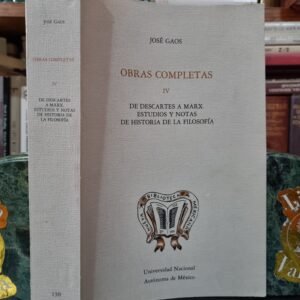 JOSÉ GAOS
OBRAS COMPLETAS
IV
DE DESCARTES A MARX
ESTUDIOS Y NOTAS
DE HISTORIA DE LA FILOSOFÍA
Universidad Nacional
Autónoma de México
JOSÉ GAOS
OBRAS COMPLETAS
IV
DE DESCARTES A MARX
ESTUDIOS Y NOTAS
DE HISTORIA DE
LA FILOSOFÍA